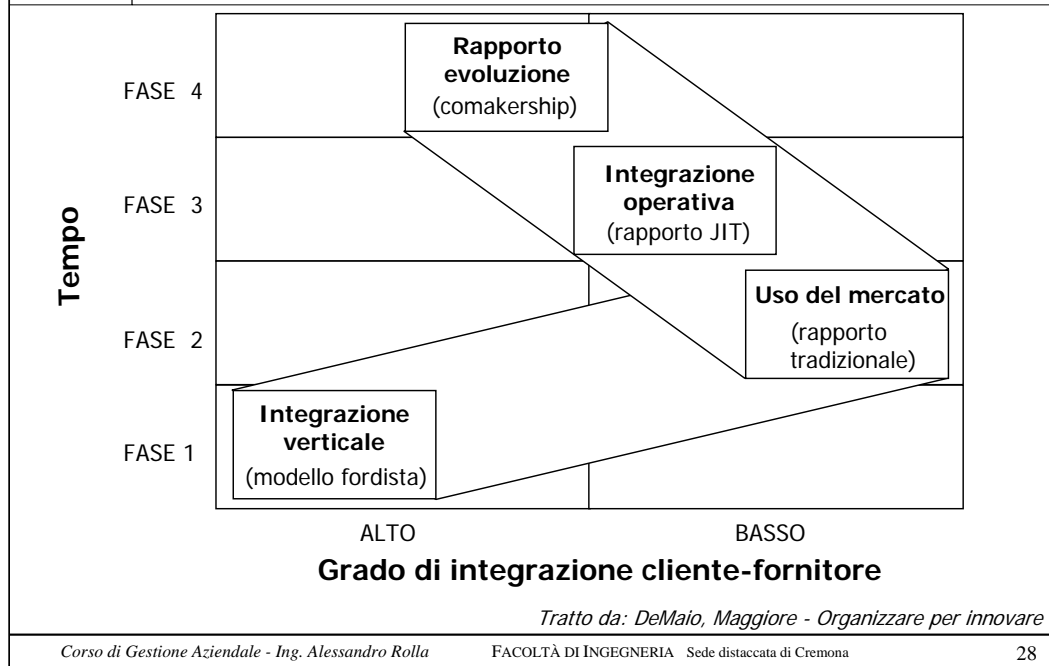 FASE 4
Rapporto
evoluzione
(comakership)
FASE 3
Integrazione
operativa
(rapporto JIT)
Tempo
FASE 2
Uso del mercato
(rapporto
tradizionale)
FASE 1
Integrazione
verticale
(modello fordista)
ALTO
BASSO
Grado di integrazione cliente-fornitore
Tratto da: DeMaio, Maggiore - Organizzare per innovare
Corso di Gestione Aziendale - Ing. Alessandro Rolla
FACOLTÀ DI INGEGNERIA Sede distaccata di Cremona
28